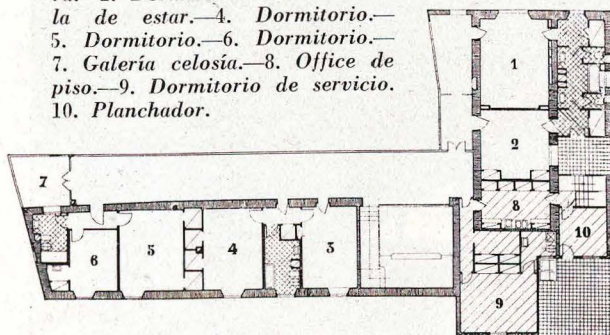 la de estar.—4. Dormitorio.—
5. Dormitorio.—6. Dormitorio.—
7. Galería celosía.—8. Office de
piso.—9. Dormitorio de servicio.
10. Planchador.
1
2
7
8
10
6
5
4
3
9